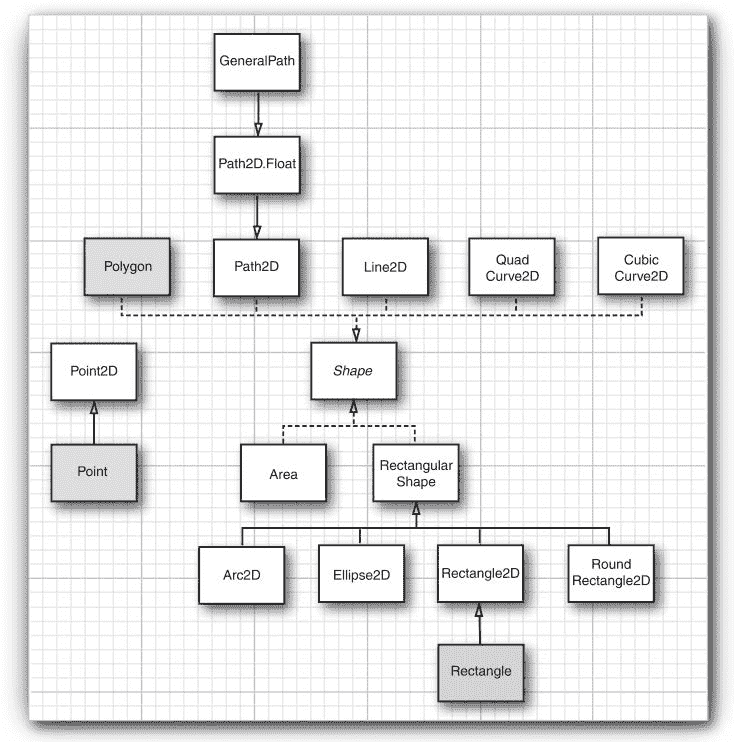 GeneralPath
Path2D.Float
Polygon
Path2D
Line2D
Quad
Curve2D
Cubic
Curve2D
Point2D
Shape
Point
Area
Rectangular
Shape
Arc2D
Ellipse2D
Rectangle2D
Round
Rectangle2D
Rectangle